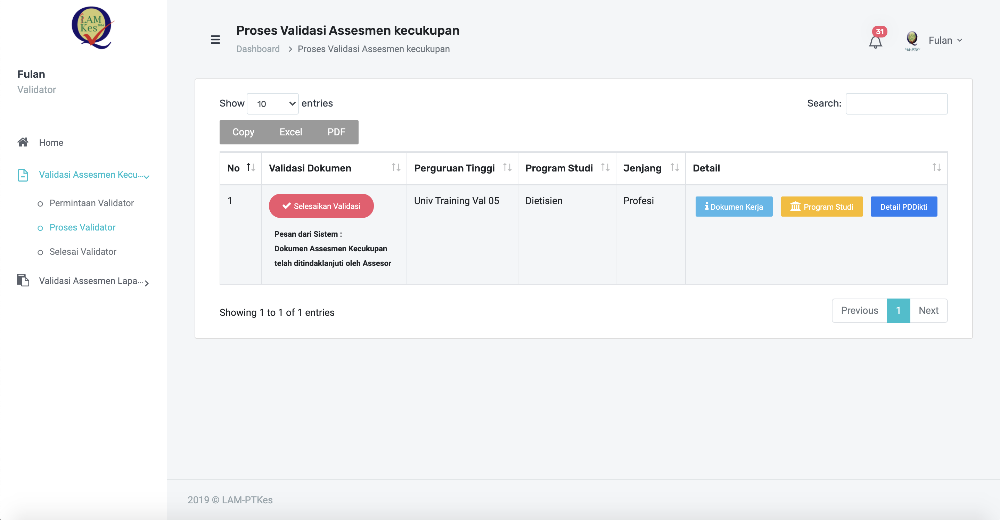 LAM
Kes 2014
Fulan
Validator
Home
Validasi Assesmen Kecu...
Permintaan Validator
Proses Validator
Selesai Validator
Validasi Assesmen Lapa...
Proses Validasi Assesmen kecukupan
Dashboard > Proses Validasi Assesmen kecukupan
31
Fulan
Show 10 entries
Search:
Copy Excel PDF
No Validasi Dokumen Perguruan Tinggi Program Studi Jenjang Detail
1 Selesaikan Validasi Univ Training Val 05 Dietisien Profesi Dokumen Kerja Program Studi Detail PDDikti
Pesan dari Sistem :
Dokumen Assesmen Kecukupan
telah ditindaklanjuti oleh Assesor
Showing 1 to 1 of 1 entries
Previous 1 Next
2019 © LAM-PTKes